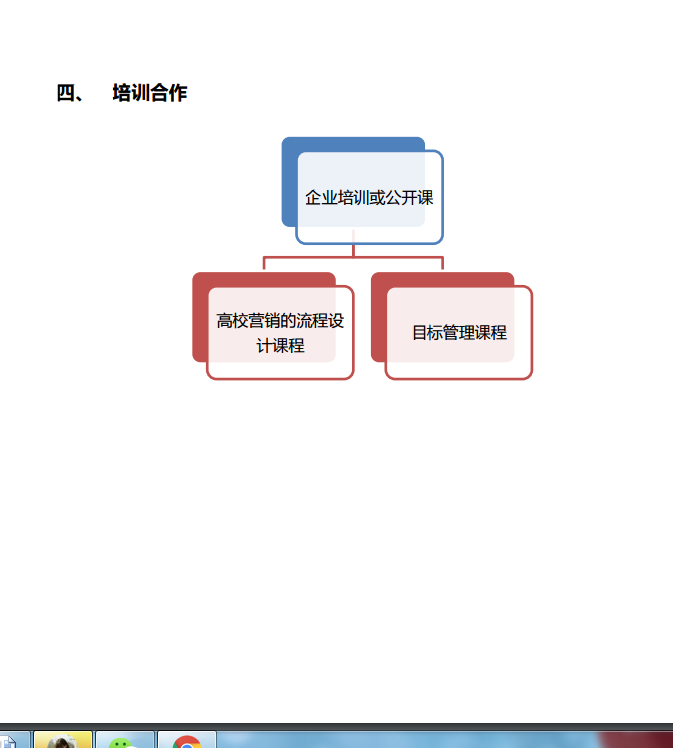 四、 培训合作
企业培训或公开课
高校营销的流程设
计课程
目标管理课程